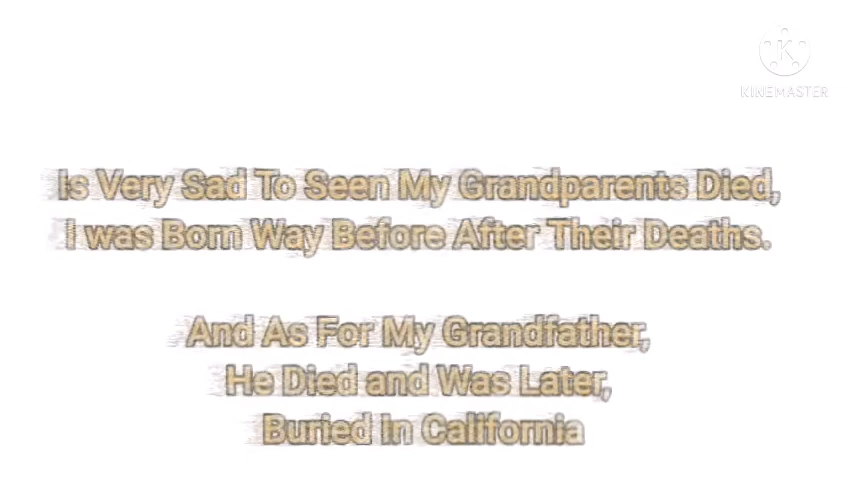 KINEMASTER
Is Very Sad To Seen My Grandparents Died,
I was Born Way Before After Their Deaths.
And As For My Grandfather,
He Died and Was Later,
Buried In California